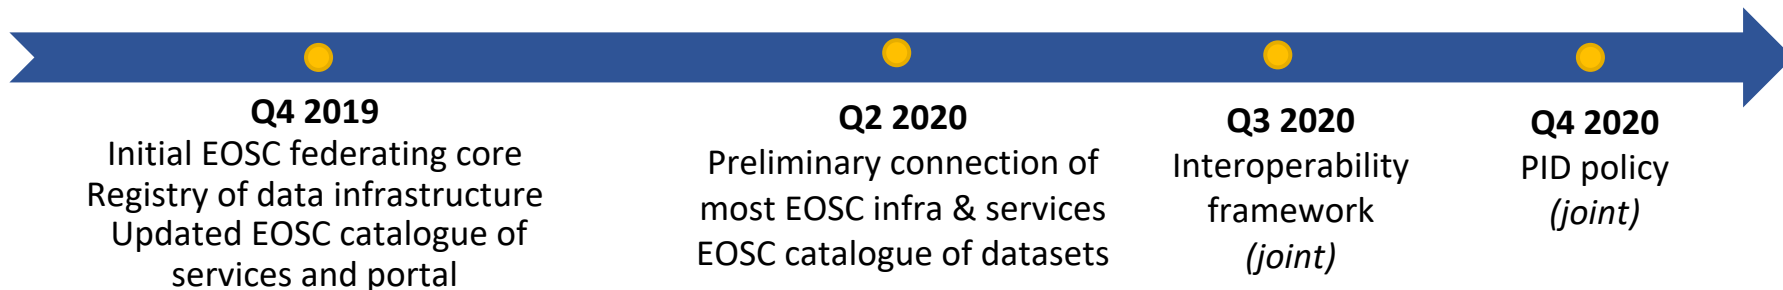 Q4 2019
Initial EOSC federating core
Registry of data infrastructure
Updated EOSC catalogue of
services and portal
Q2 2020
Preliminary connection of
most EOSC infra & services
EOSC catalogue of datasets
Q3 2020
Interoperability
framework
(joint)
Q4 2020
PID policy
(joint)